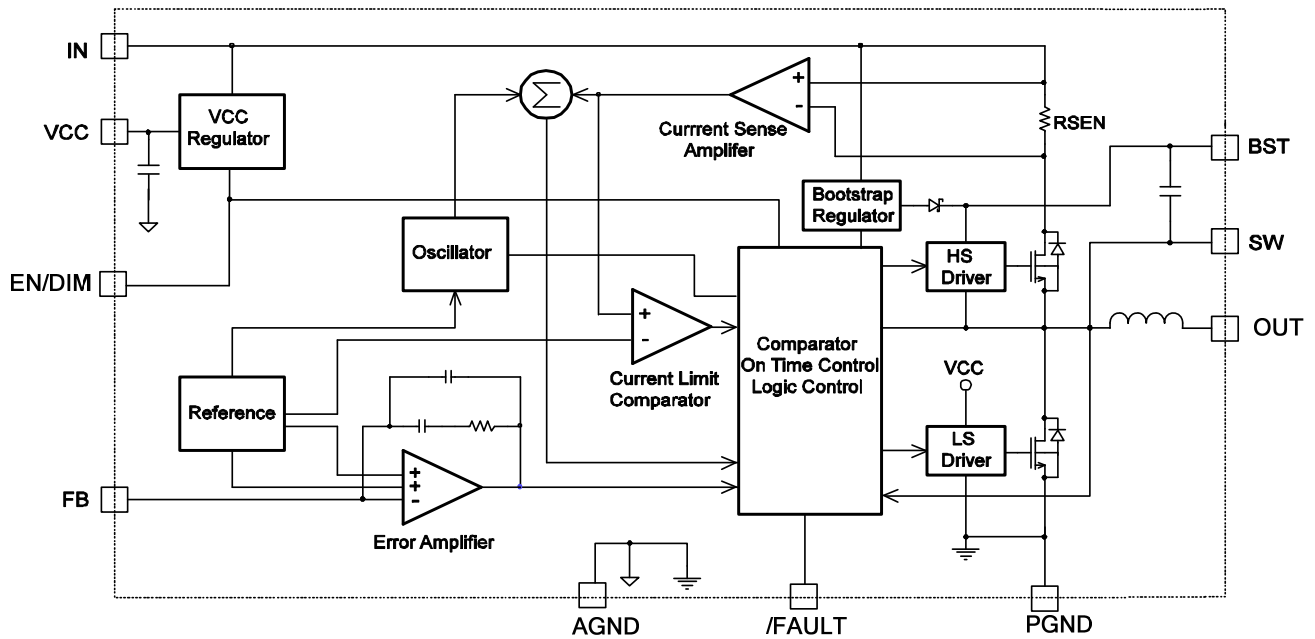 IN
VCC
Regulator
VCC
Σ
+
-
Currrent Sense
Amplifer
RSEN
BST
Bootstrap
Regulator
SW
EN/DIM
Oscillator
HS
Driver
+
-
Current Limit
Comparator
Comparator
On Time Control
Logic Control
OUT
VCC
Reference
LS
Driver
FB
+
+
-
Error Amplifier
AGND
/FAULT
PGND